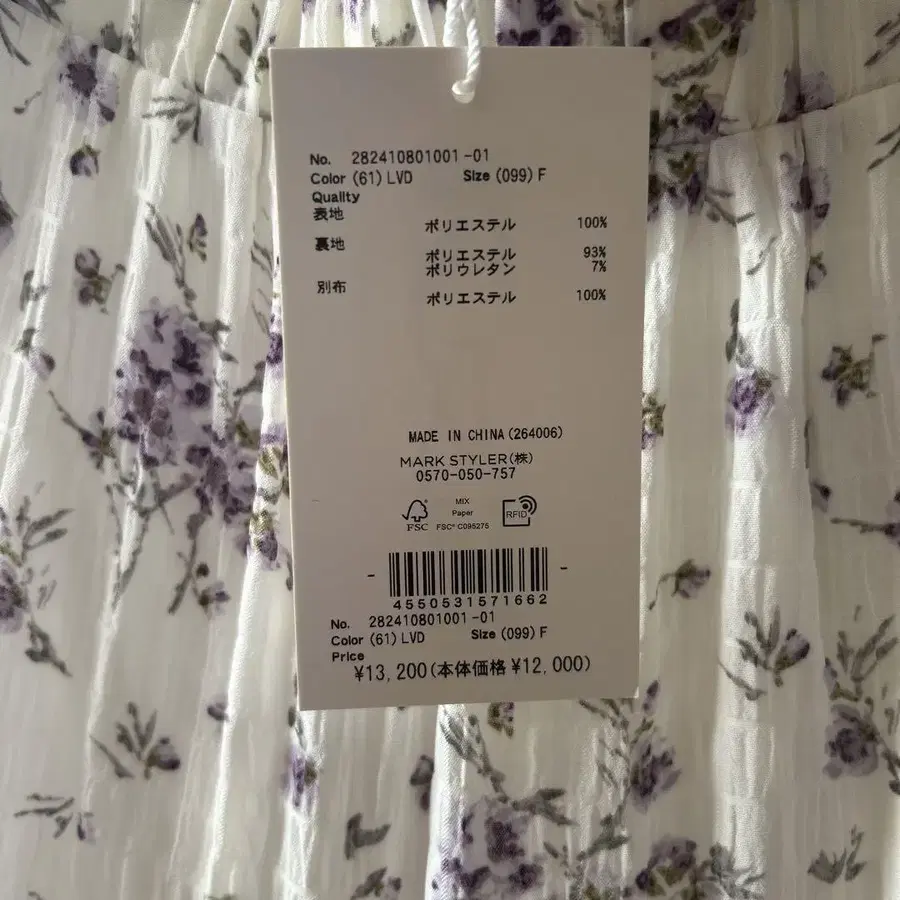 No. 282410801001-01
Color (61) LVD Size (099) F
Quality
表地
ポリエステル 100%
裏地
ポリエステル 93%
ポリウレタン 7%
別布
ポリエステル 100%
MADE IN CHINA (264006)
MARK STYLER(株)
0570-050-757
FSC
MIX
Paper
FSC® C095275
RFID
4550531571662
No. 282410801001-01
Color (61) LVD Size (099) F
Price
¥13,200(本体価格 ¥12,000)